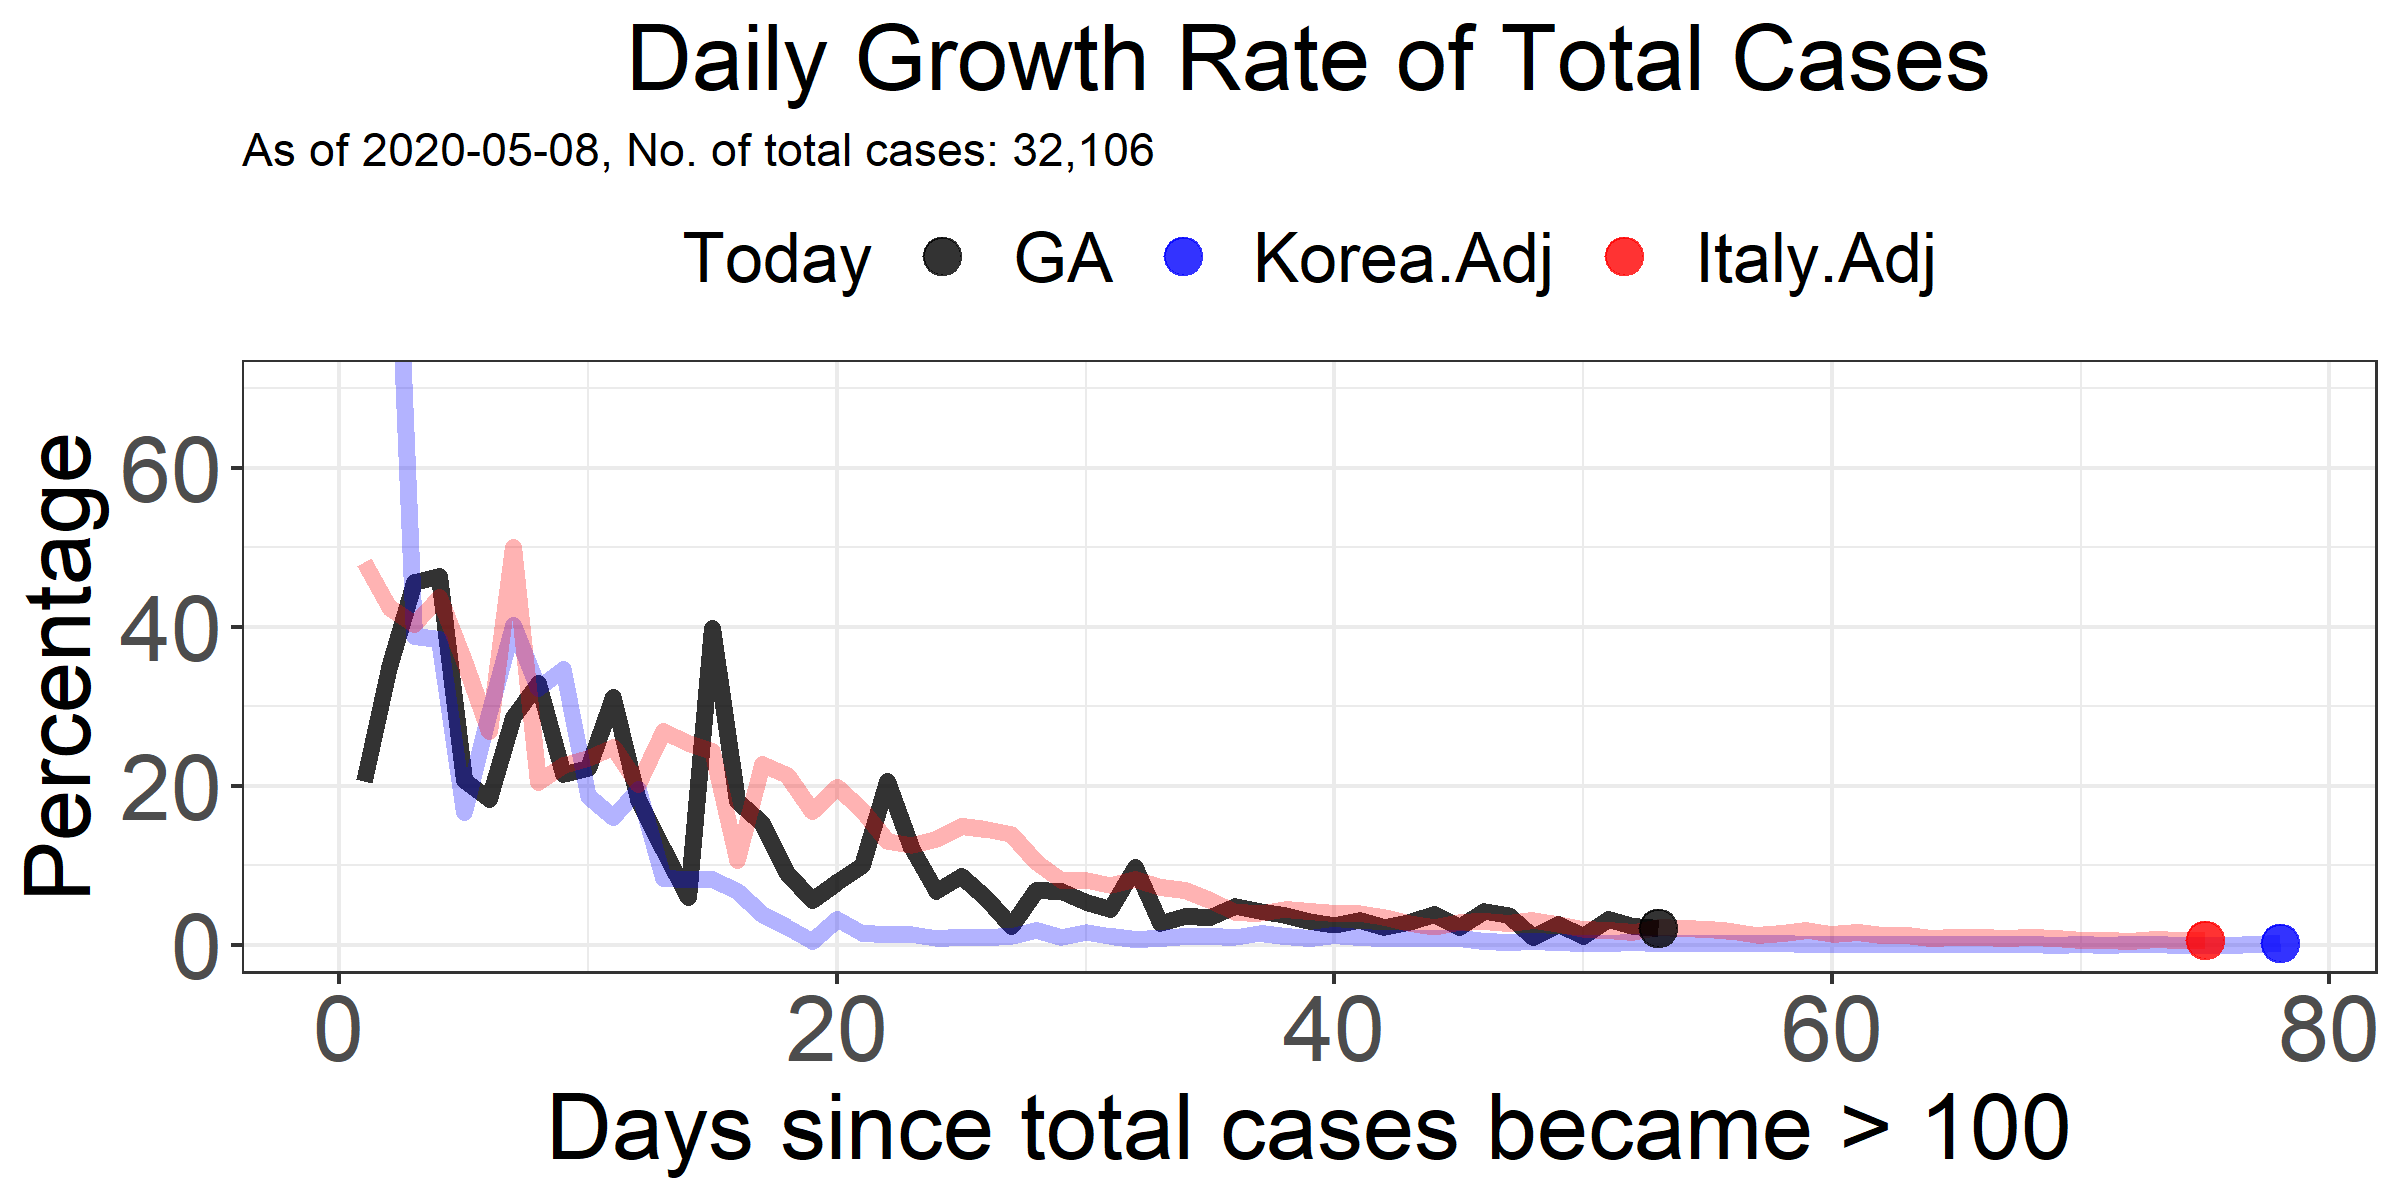 Daily Growth Rate of Total Cases
As of 2020-05-08, No. of total cases: 32,106
Today GA Korea.Adj Italy.Adj
Percentage
60
40
20
0
0 20 40 60 80
Days since total cases became > 100